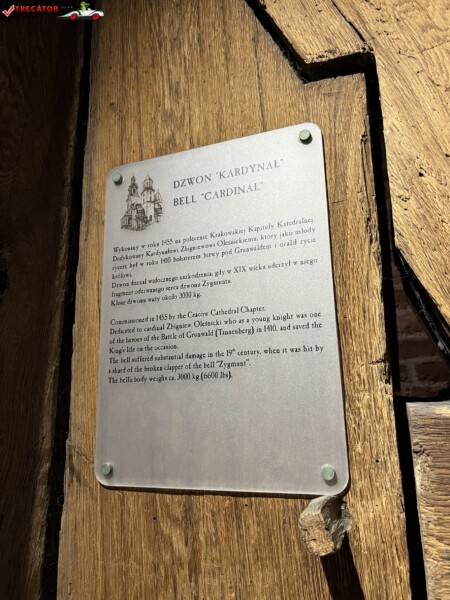 TRECĂTOR
DZWON "KARDYNAŁ"
BELL "CARDINAL"
Wykonany w roku 1455 na polecenie Krakowskiej Kapituły Katedralnej.
Dedykowany Kardynałowi Zbigniewowi Oleśnickiemu, który jako młody
rycerz był w roku 1410 bohaterem bitwy pod Grunwaldem i ocalił życie
królowi.
Dzwon doznał widocznego uszkodzenia, gdy w XIX wieku uderzył w niego
fragment oderwanego serca dzwonu Zygmunta.
Kłosz dzwonu waży około 3000 kg.
Commissioned in 1455 by the Cracow Cathedral Chapter.
Dedicated to cardinal Zbigniew Oleśnicki who as a young knight was one
of the heroes of the Battle of Grunwald (Tannenberg) in 1410, and saved the
King's life on the occasion.
The bell suffered substantial damage in the 19th century, when it was hit by
a shard of the broken clapper of the bell "Zygmunt".
The bell's body weighs ca. 3000 kg (6600 lbs).